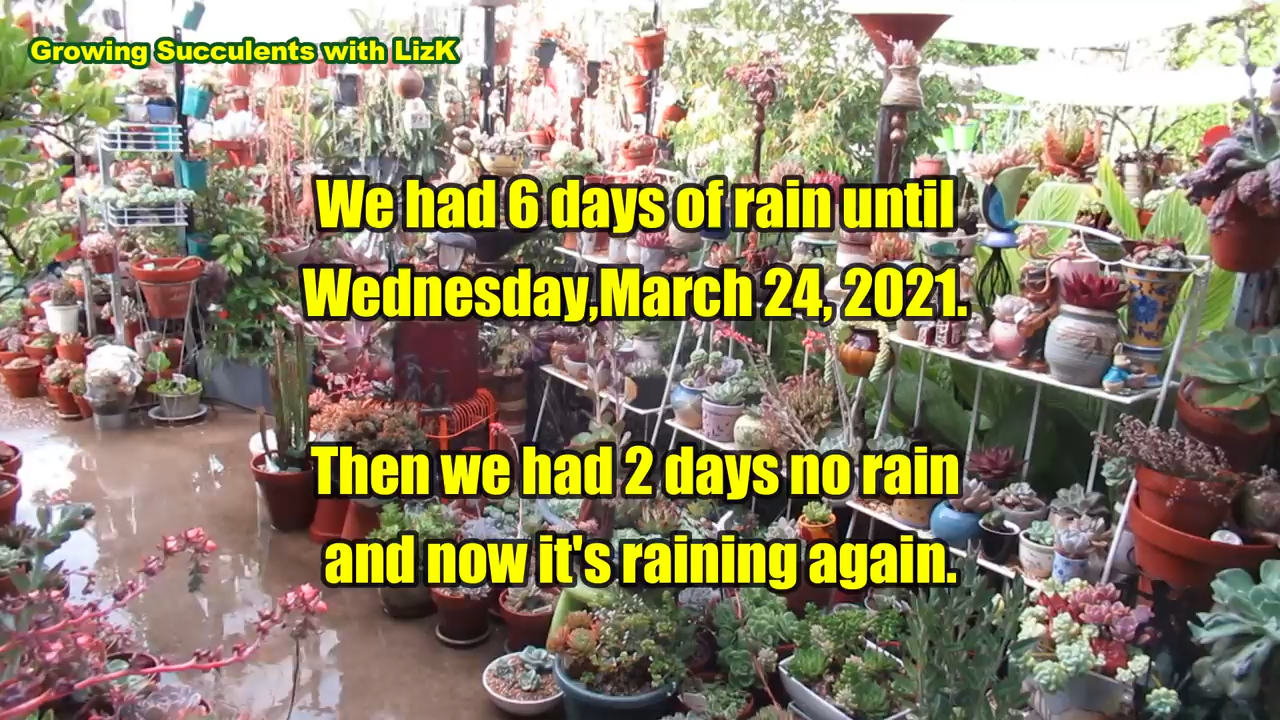 Growing Succulents with LizK
We had 6 days of rain until
Wednesday,March 24, 2021.
Then we had 2 days no rain
and now it's raining again.